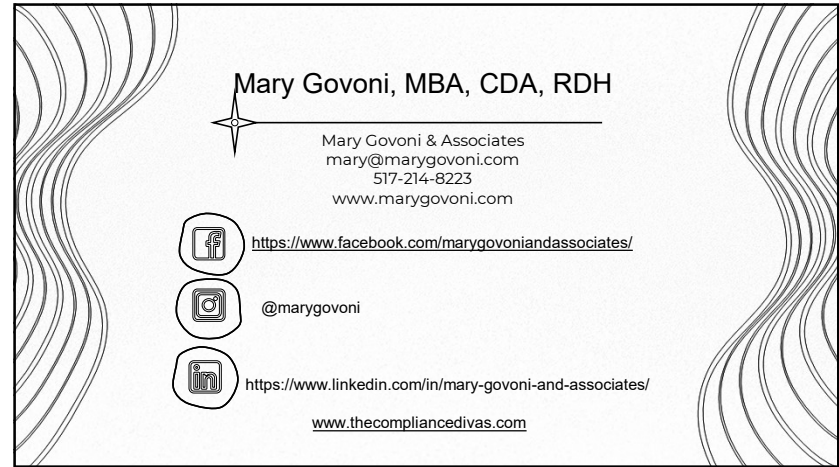 Mary Govoni, MBA, CDA, RDH
Mary Govoni & Associates
mary@marygovoni.com
517-214-8223
www.marygovoni.com
https://www.facebook.com/marygovoniandassociates/
@marygovoni
https://www.linkedin.com/in/mary-govoni-and-associates/
www.thecompliancedivas.com